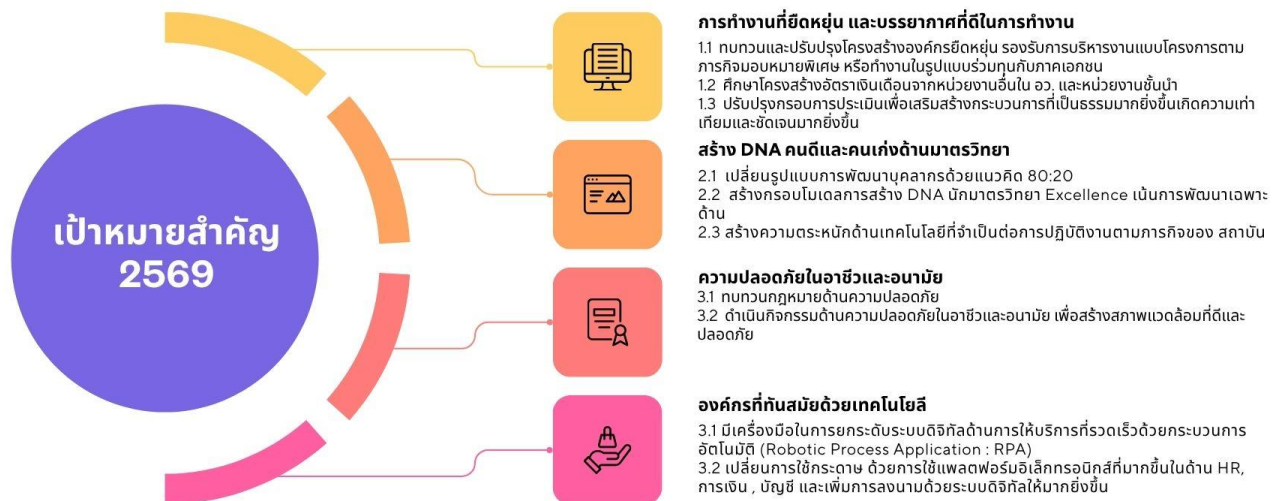 เป้าหมายสำคัญ
2569
การทำงานที่ยืดหยุ่น และบรรยากาศที่ดีในการทำงาน
1.1 ทบทวนและปรับปรุงโครงสร้างองค์กรยืดหยุ่น รองรับการบริหารงานแบบโครงการตาม
ภารกิจมอบหมายพิเศษ หรือทำงานในรูปแบบร่วมทุนกับภาคเอกชน
1.2 ศึกษาโครงสร้างอัตราเงินเดือนจากหน่วยงานอื่นใน อว. และหน่วยงานชั้นนำ
1.3 ปรับปรุงกรอบการประเมินเพื่อเสริมสร้างกระบวนการที่เป็นธรรมมากยิ่งขึ้นเกิดความเท่า
เทียมและชัดเจนมากยิ่งขึ้น
สร้าง DNA คนดีและคนเก่งด้านมาตรวิทยา
2.1 เปลี่ยนรูปแบบการพัฒนาบุคลากรด้วยแนวคิด 80:20
2.2 สร้างกรอบโมเดลการสร้าง DNA นักมาตรวิทยา Excellence เน้นการพัฒนาเฉพาะ
ด้าน
2.3 สร้างความตระหนักด้านเทคโนโลยีที่จำเป็นต่อการปฏิบัติงานตามภารกิจของ สถาบัน
ความปลอดภัยในอาชีวและอนามัย
3.1 ทบทวนกฎหมายด้านความปลอดภัย
3.2 ดำเนินกิจกรรมด้านความปลอดภัยในอาชีวและอนามัย เพื่อสร้างสภาพแวดล้อมที่ดีและ
ปลอดภัย
องค์กรที่ทันสมัยด้วยเทคโนโยลี
3.1 มีเครื่องมือในการยกระดับระบบดิจิทัลด้านการให้บริการที่รวดเร็วด้วยกระบวนการ
อัตโนมัติ (Robotic Process Application : RPA)
3.2 เปลี่ยนการใช้กระดาษ ด้วยการใช้แพลตฟอร์มอิเล็กทรอนิกส์ที่มากขึ้นในด้าน HR,
การเงิน , บัญชี และเพิ่มการลงนามด้วยระบบดิจิทัลให้มากยิ่งขึ้น